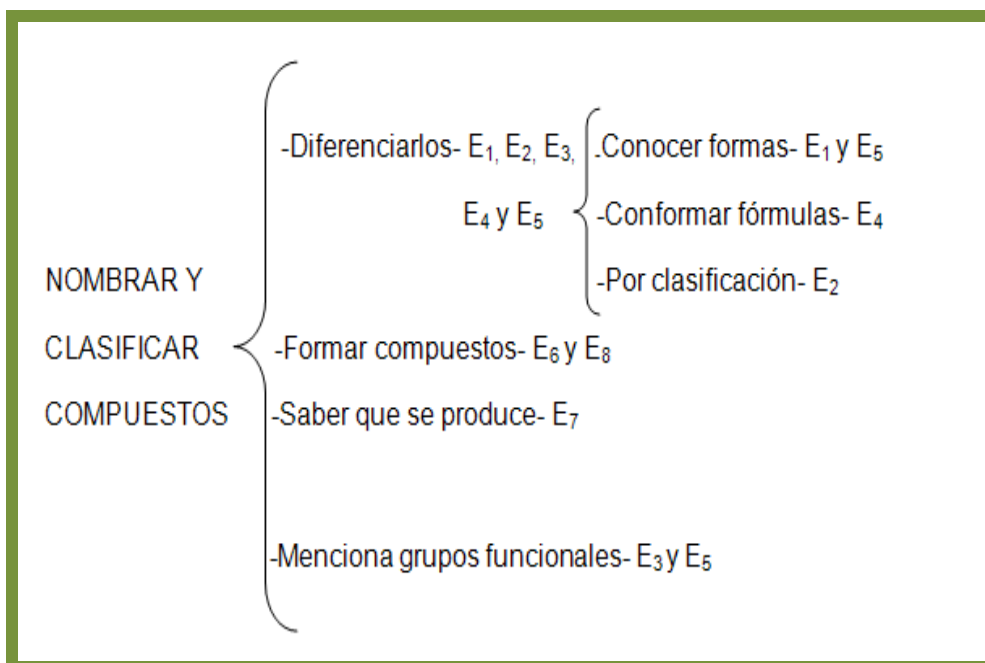 -Diferenciarlos- E₁, E₂, E₃,
E₄ y E₅
-Conocer formas- E₁ y E₅
-Conformar fórmulas- E₄
-Por clasificación- E₂
NOMBRAR Y
CLASIFICAR
COMPUESTOS
-Formar compuestos- E₆ y E₈
-Saber que se produce- E₇
-Menciona grupos funcionales- E₃ y E₅